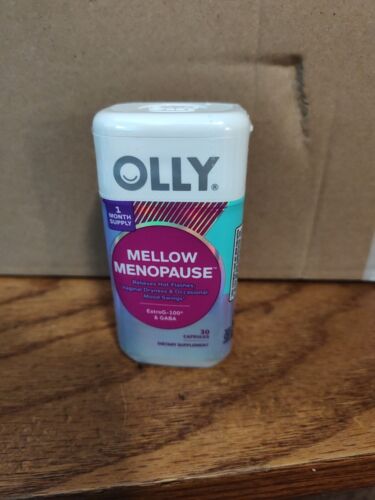 OLLY®
1
MONTH
SUPPLY
MELLOW
MENOPAUSE™
Relieves Hot Flashes,
Vaginal Dryness & Occasional
Mood Swings*
EstroG-100®
& GABA
30
CAPSULES
DIETARY SUPPLEMENT